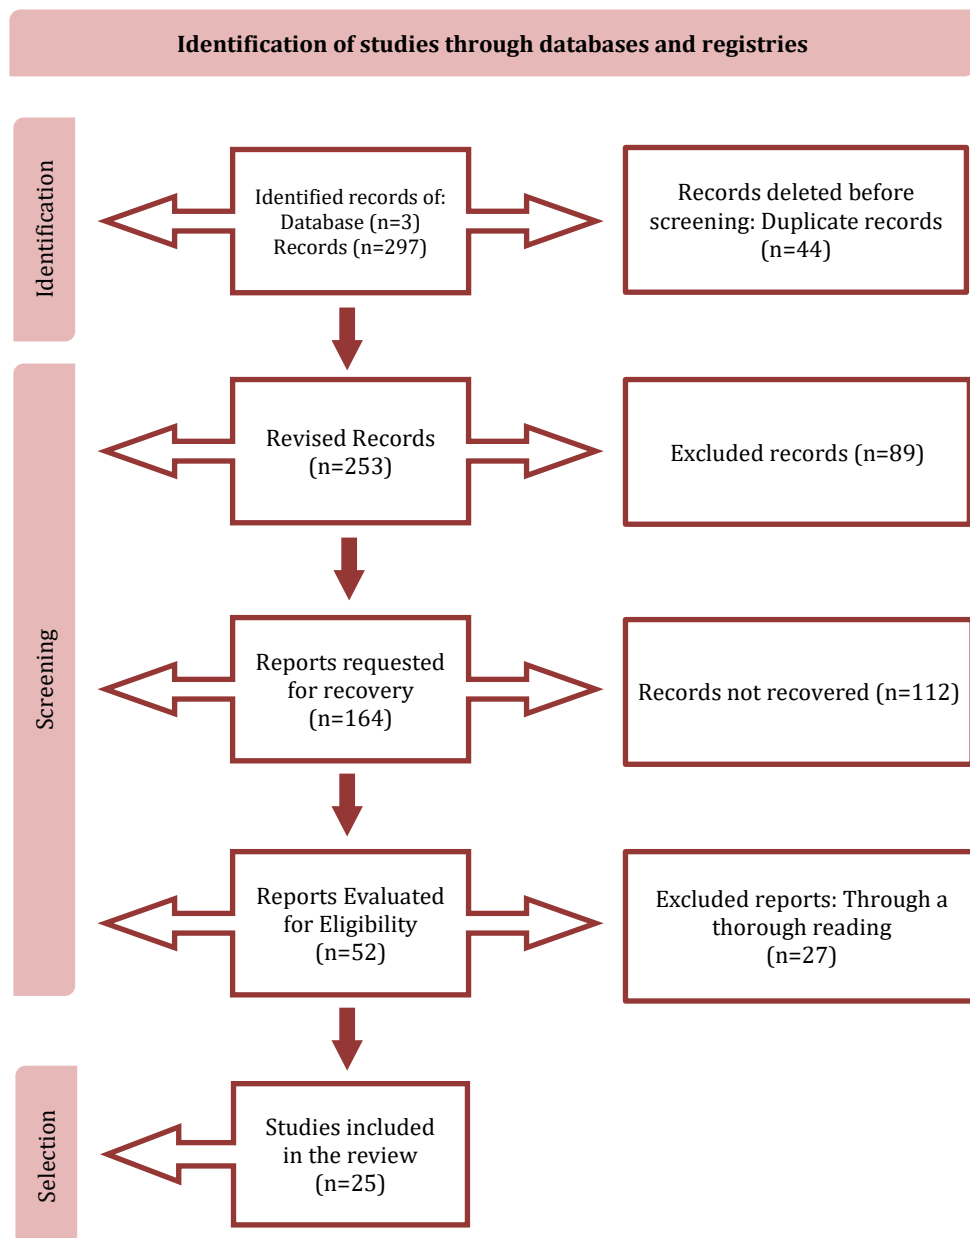 Identification of studies through databases and registries
Identification
Identified records of:
Database (n=3)
Records (n=297)
Records deleted before
screening: Duplicate records
(n=44)
Screening
Revised Records
(n=253)
Excluded records (n=89)
Reports requested
for recovery
(n=164)
Records not recovered (n=112)
Reports Evaluated
for Eligibility
(n=52)
Excluded reports: Through a
thorough reading
(n=27)
Selection
Studies included
in the review
(n=25)